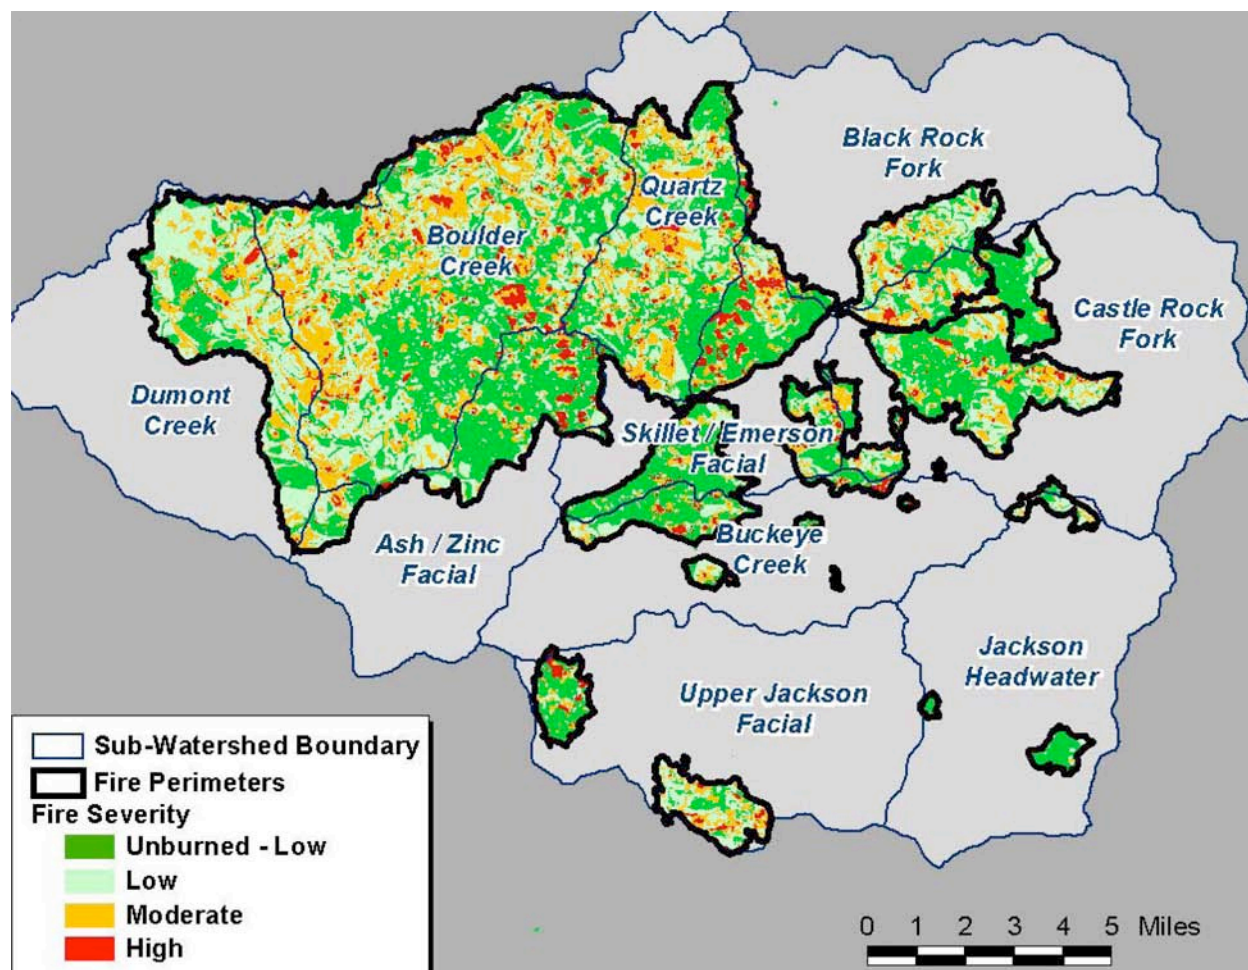 Black Rock
Fork
Quartz
Creek
Boulder
Creek
Castle Rock
Fork
Dumont
Creek
Skillet / Emerson
Facial
Ash / Zinc
Facial
Buckeye
Creek
Jackson
Headwater
Upper Jackson
Facial
Sub-Watershed Boundary
Fire Perimeters
Fire Severity
Unburned - Low
Low
Moderate
High
0 1 2 3 4 5 Miles